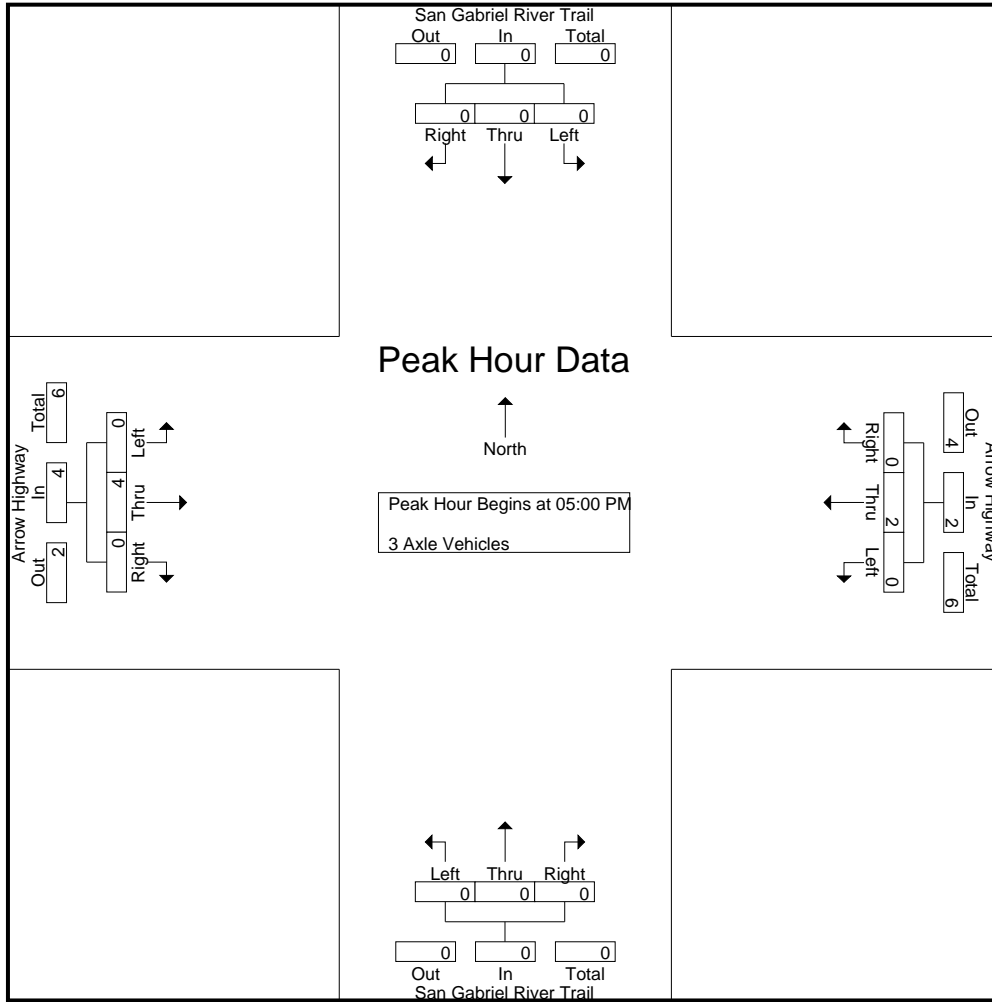 San Gabriel River Trail
Out In Total
0 0 0
0 0 0
Right Thru Left
Peak Hour Data
North
Peak Hour Begins at 05:00 PM
3 Axle Vehicles
Arrow Highway
Total In Out
6 4 2
0 4 0
Left Thru Right
Right Thru Left
0 2 0
Out In Total
4 2 6
Arrow Highway
Left Thru Right
0 0 0
0 0 0
Out In Total
San Gabriel River Trail